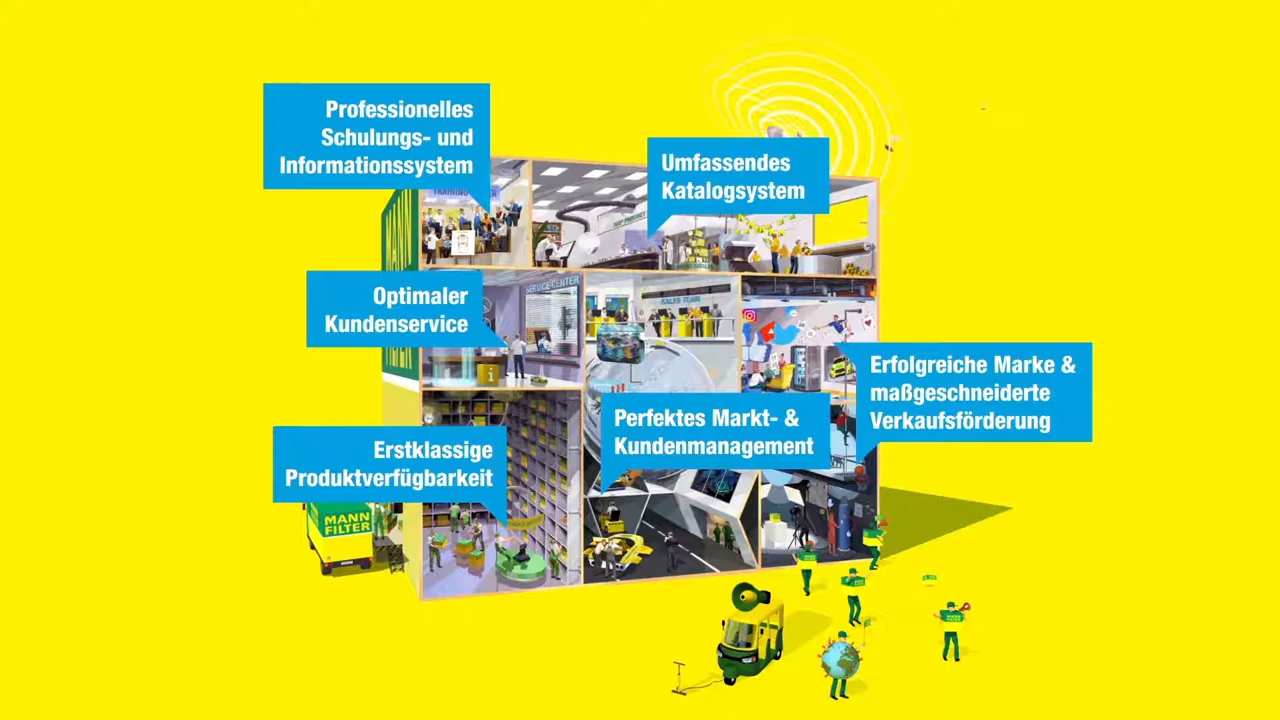 Professionelles
Schulungs- und
Informationssystem
Umfassendes
Katalogsystem
Optimaler
Kundenservice
SERVICE CENTER
SALES TEAM
Erfolgreiche Marke &
maßgeschneiderte
Verkaufsförderung
Perfektes Markt- &
Kundenmanagement
Erstklassige
Produktverfügbarkeit
MANN
FILTER